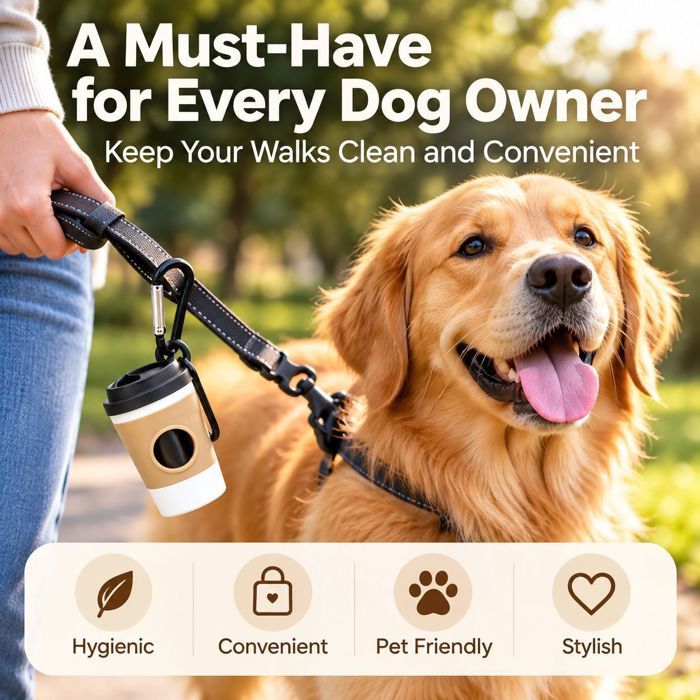 A Must-Have
for Every Dog Owner
Keep Your Walks Clean and Convenient
Hygienic
Convenient
Pet Friendly
Stylish